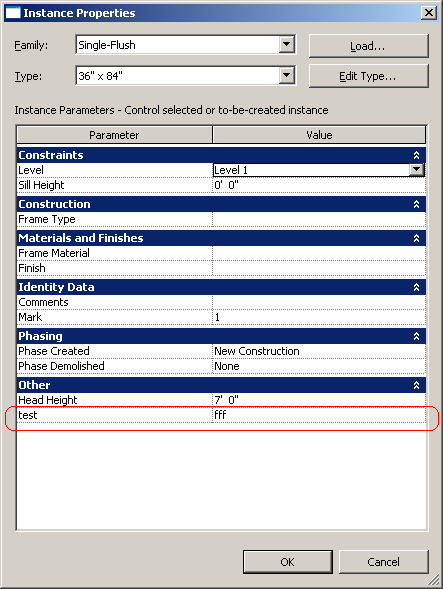 Instance Properties
Family: Single-Flush Load...
Type: 36" x 84" Edit Type...
Instance Parameters - Control selected or to-be-created instance
Parameter Value
Constraints
Level Level 1
Sill Height 0'  0"
Construction
Frame Type
Materials and Finishes
Frame Material
Finish
Identity Data
Comments
Mark 1
Phasing
Phase Created New Construction
Phase Demolished None
Other
Head Height 7'  0"
test fff
OK Cancel